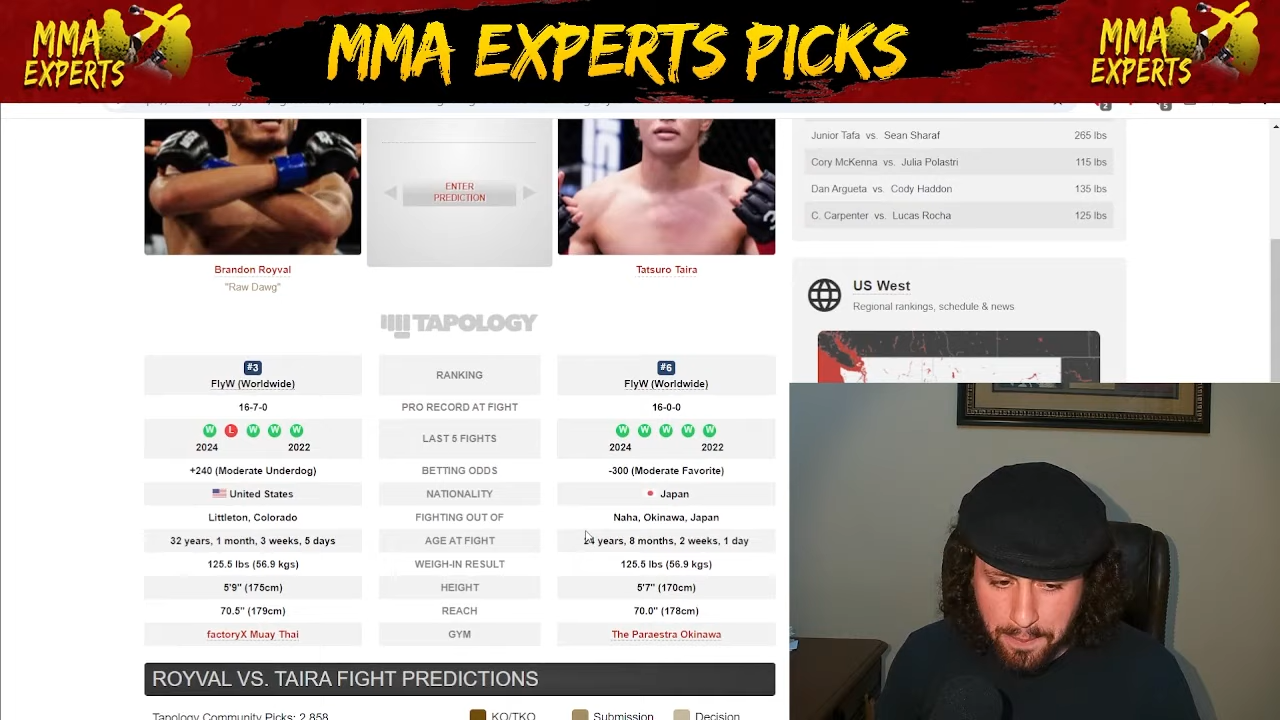 MMA EXPERTS
MMA EXPERTS PICKS
MMA EXPERTS
2
5
ENTER PREDICTION
Brandon Royval
"Raw Dawg"
Tatsuro Taira
TAPOLOGY
#3
FlyW (Worldwide)
RANKING
#6
FlyW (Worldwide)
16-7-0
PRO RECORD AT FIGHT
16-0-0
W L W W W
2024 2022
LAST 5 FIGHTS
W W W W W
2024 2022
+240 (Moderate Underdog)
BETTING ODDS
-300 (Moderate Favorite)
United States
NATIONALITY
Japan
Littleton, Colorado
FIGHTING OUT OF
Naha, Okinawa, Japan
32 years, 1 month, 3 weeks, 5 days
AGE AT FIGHT
24 years, 8 months, 2 weeks, 1 day
125.5 lbs (56.9 kgs)
WEIGH-IN RESULT
125.5 lbs (56.9 kgs)
5'9" (175cm)
HEIGHT
5'7" (170cm)
70.5" (179cm)
REACH
70.0" (178cm)
factoryX Muay Thai
GYM
The Paraestra Okinawa
ROYVAL VS. TAIRA FIGHT PREDICTIONS
Tapology Community Picks: 2,858
KO/TKO
Submission
Decision
Junior Tafa vs. Sean Sharaf 265 lbs
Cory McKenna vs. Julia Polastri 115 lbs
Dan Argueta vs. Cody Haddon 135 lbs
C. Carpenter vs. Lucas Rocha 125 lbs
US West
Regional rankings, schedule & news